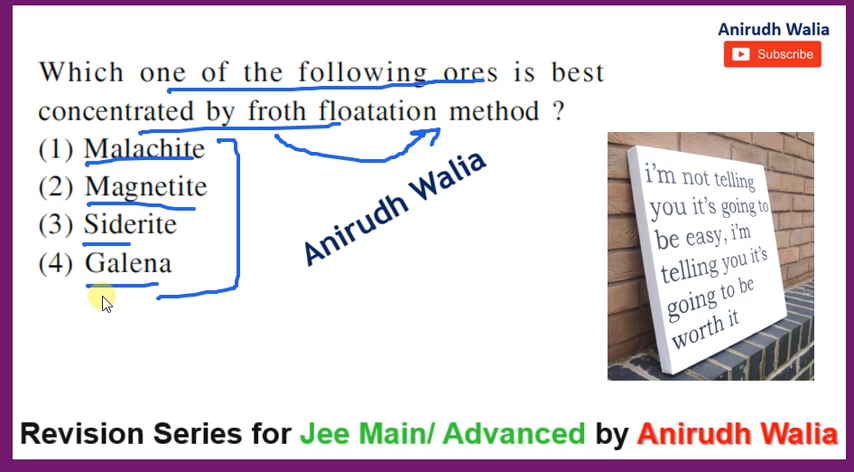 Anirudh Walia
Subscribe
Which one of the following ores is best
concentrated by froth floatation method ?
(1) Malachite
(2) Magnetite
(3) Siderite
(4) Galena
Anirudh Walia
i'm not telling
you it's going to
be easy, i'm
telling you it's
going to be
worth it
Revision Series for Jee Main/ Advanced by Anirudh Walia